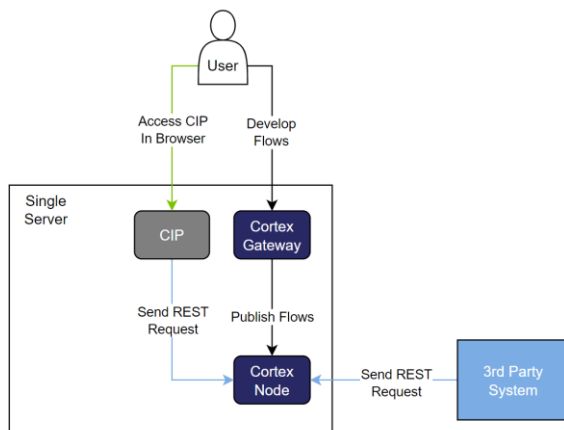 User
Access CIP
In Browser
Develop
Flows
Single
Server
CIP
Cortex
Gateway
Send REST
Request
Publish Flows
Cortex
Node
Send REST
Request
3rd Party
System